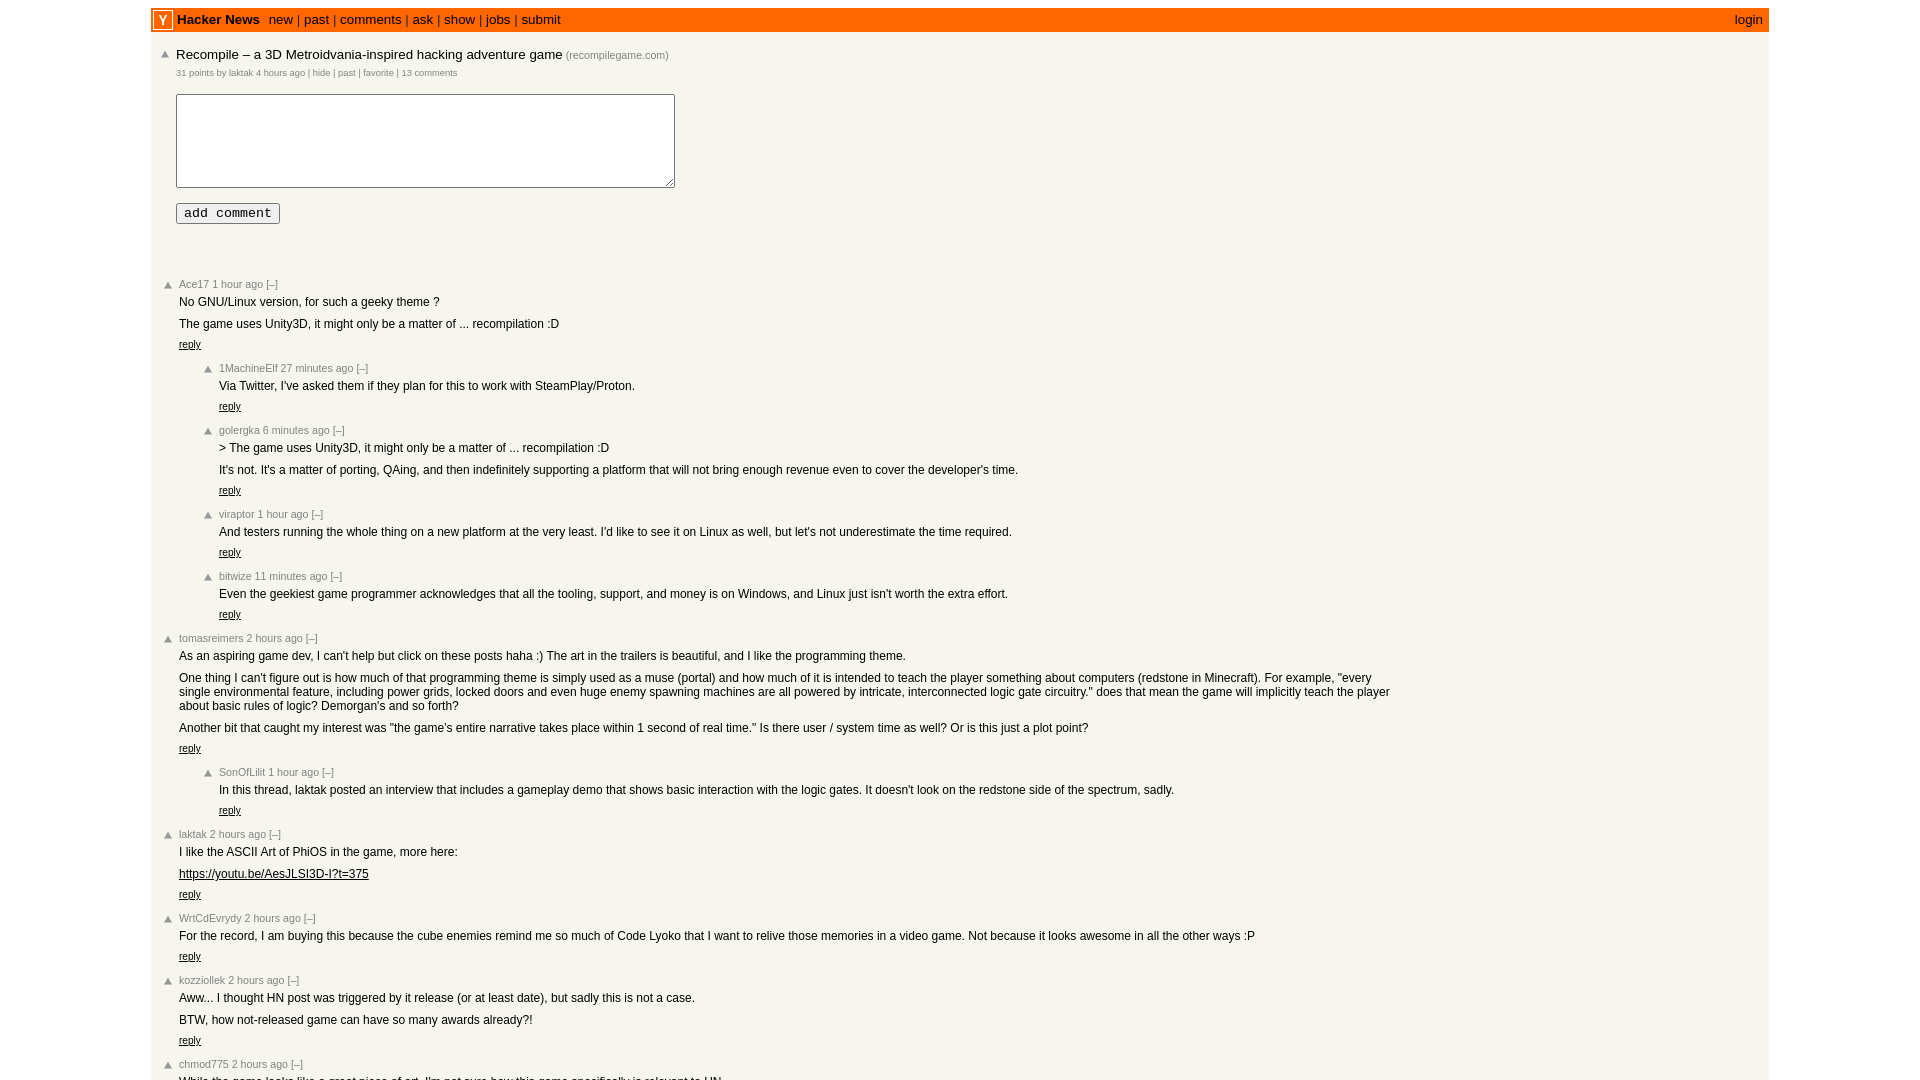 Y Hacker News new | past | comments | ask | show | jobs | submit login
Recompile – a 3D Metroidvania-inspired hacking adventure game (recompilegame.com)
31 points by laktak 4 hours ago | hide | past | favorite | 13 comments
add comment
Ace17 1 hour ago [–]
No GNU/Linux version, for such a geeky theme ?
The game uses Unity3D, it might only be a matter of ... recompilation :D
reply
1MachineElf 27 minutes ago [–]
Via Twitter, I've asked them if they plan for this to work with SteamPlay/Proton.
reply
golergka 6 minutes ago [–]
> The game uses Unity3D, it might only be a matter of ... recompilation :D
It's not. It's a matter of porting, QAing, and then indefinitely supporting a platform that will not bring enough revenue even to cover the developer's time.
reply
viraptor 1 hour ago [–]
And testers running the whole thing on a new platform at the very least. I'd like to see it on Linux as well, but let's not underestimate the time required.
reply
bitwize 11 minutes ago [–]
Even the geekiest game programmer acknowledges that all the tooling, support, and money is on Windows, and Linux just isn't worth the extra effort.
reply
tomasreimers 2 hours ago [–]
As an aspiring game dev, I can't help but click on these posts haha :) The art in the trailers is beautiful, and I like the programming theme.
One thing I can't figure out is how much of that programming theme is simply used as a muse (portal) and how much of it is intended to teach the player something about computers (redstone in Minecraft). For example, "every
single environmental feature, including power grids, locked doors and even huge enemy spawning machines are all powered by intricate, interconnected logic gate circuitry." does that mean the game will implicitly teach the player
about basic rules of logic? Demorgan's and so forth?
Another bit that caught my interest was "the game's entire narrative takes place within 1 second of real time." Is there user / system time as well? Or is this just a plot point?
reply
SonOfLilit 1 hour ago [–]
In this thread, laktak posted an interview that includes a gameplay demo that shows basic interaction with the logic gates. It doesn't look on the redstone side of the spectrum, sadly.
reply
laktak 2 hours ago [–]
I like the ASCII Art of PhiOS in the game, more here:
https://youtu.be/AesJLSI3D-I?t=375
reply
WrtCdEvrydy 2 hours ago [–]
For the record, I am buying this because the cube enemies remind me so much of Code Lyoko that I want to relive those memories in a video game. Not because it looks awesome in all the other ways :P
reply
kozziollek 2 hours ago [–]
Aww... I thought HN post was triggered by it release (or at least date), but sadly this is not a case.
BTW, how not-released game can have so many awards already?!
reply
chmod775 2 hours ago [–]
While the game looks like a great piece of art, I'm not sure how this game specifically is relevant to HN.